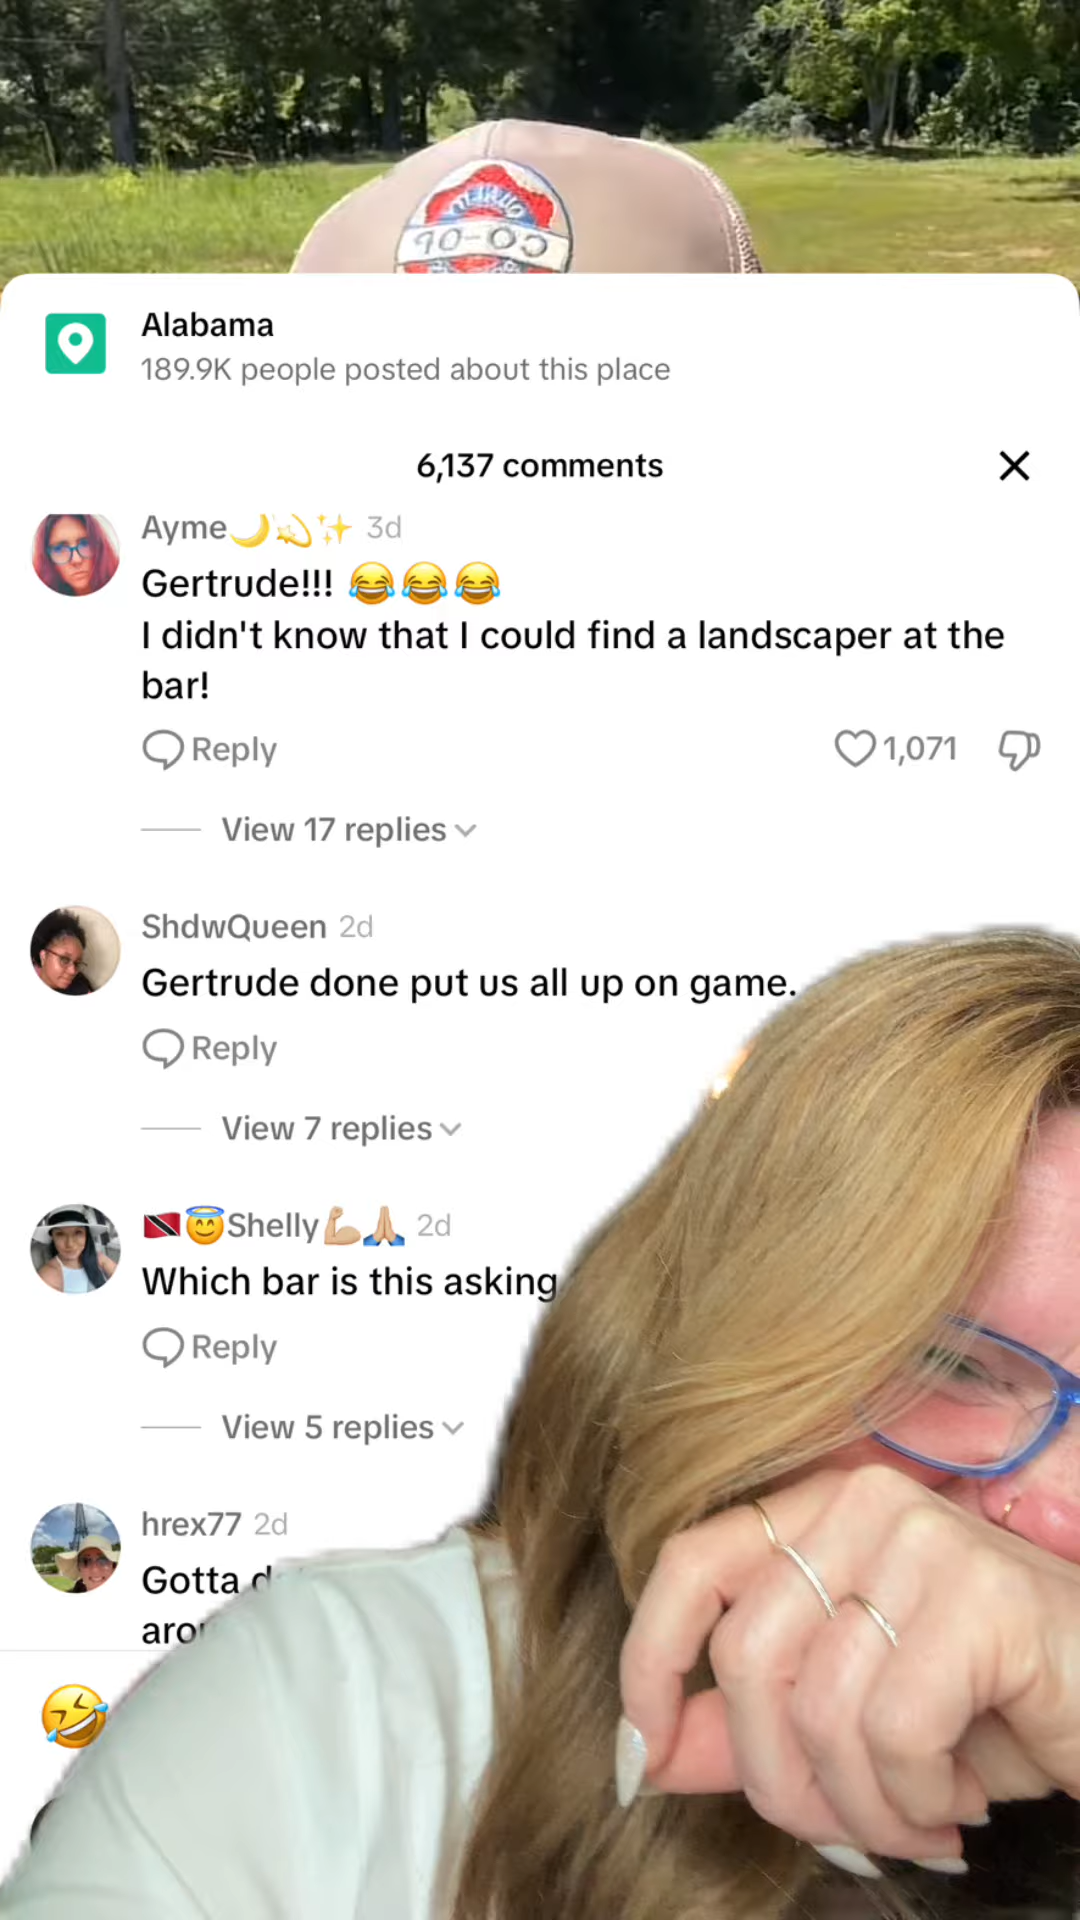 CO-OP
Alabama
189.9K people posted about this place
6,137 comments
Ayme🌙💫✨ 3d
Gertrude!!! 😂😂😂
I didn't know that I could find a landscaper at the
bar!
Reply
1,071
View 17 replies
ShdwQueen 2d
Gertrude done put us all up on game.
Reply
View 7 replies
🇹🇹😇Shelly💪🏼🙏🏼 2d
Which bar is this asking
Reply
View 5 replies
hrex77 2d
Gotta